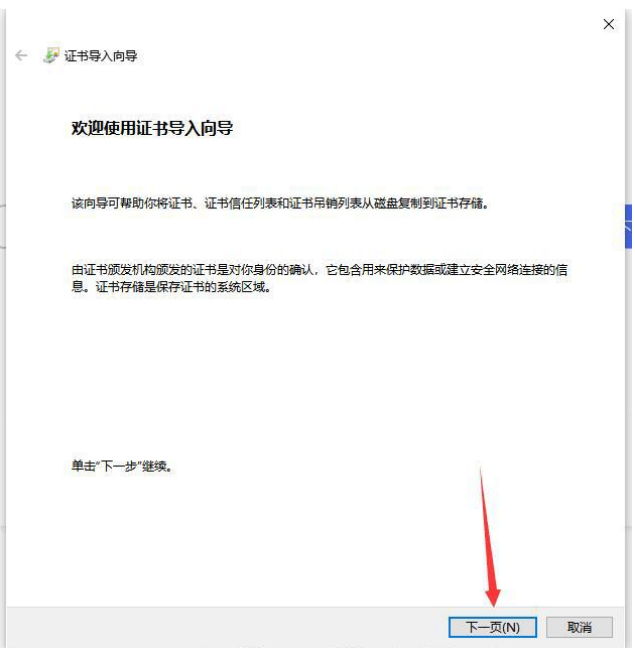 证书导入向导
欢迎使用证书导入向导
该向导可帮助你将证书、证书信任列表和证书吊销列表从磁盘复制到证书存储。
由证书颁发机构颁发的证书是对你身份的确认，它包含用来保护数据或建立安全网络连接的信
息。证书存储是保存证书的系统区域。
单击"下一步"继续。
下一页(N) 取消